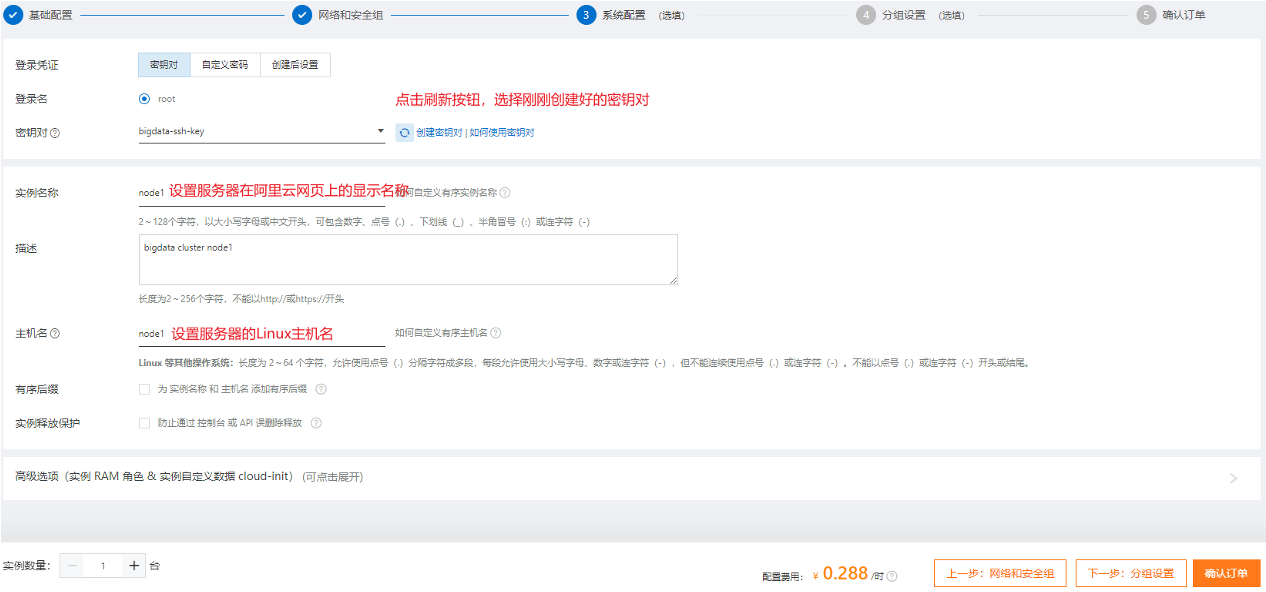 基础配置 网络和安全组 3 系统配置 (选填) 4 分组设置 (选填) 5 确认订单
登录凭证 密钥对 自定义密码 创建后设置
登录名 root 点击刷新按钮，选择刚刚创建好的密钥对
密钥对 ? bigdata-ssh-key 创建密钥对 | 如何使用密钥对
实例名称 node1 设置服务器在阿里云网页上的显示名称 何自定义有序实例名称 ?
2～128个字符，以大小写字母或中文开头，可包含数字、点号（.）、下划线（_）、半角冒号（:）或连字符（-）
描述 bigdata cluster node1
长度为2～256个字符，不能以http://或https://开头
主机名 ? node1 设置服务器的Linux主机名 如何自定义有序主机名 ?
Linux 等其他操作系统：长度为 2～64 个字符，允许使用点号（.）分隔字符成多段，每段允许使用大小写字母、数字或连字符（-），但不能连续使用点号（.）或连字符（-）。不能以点号（.）或连字符（-）开头或结尾。
有序后缀 为 实例名称 和 主机名 添加有序后缀 ?
实例释放保护 防止通过 控制台 或 API 误删除释放 ?
高级选项（实例 RAM 角色 & 实例自定义数据 cloud-init） (可点击展开)
实例数量： － 1 + 台 配置费用： ¥ 0.288 /时 ? 上一步：网络和安全组 下一步：分组设置 确认订单